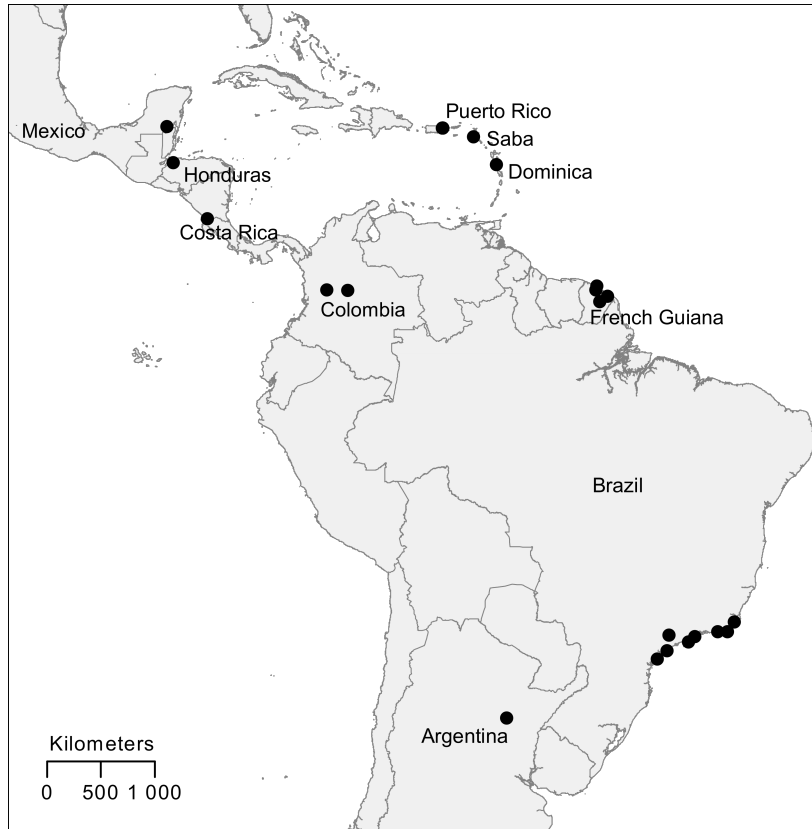 Puerto Rico
Mexico
Saba
Honduras
Dominica
Costa Rica
Colombia
French Guiana
Brazil
Argentina
Kilometers
0 500 1 000